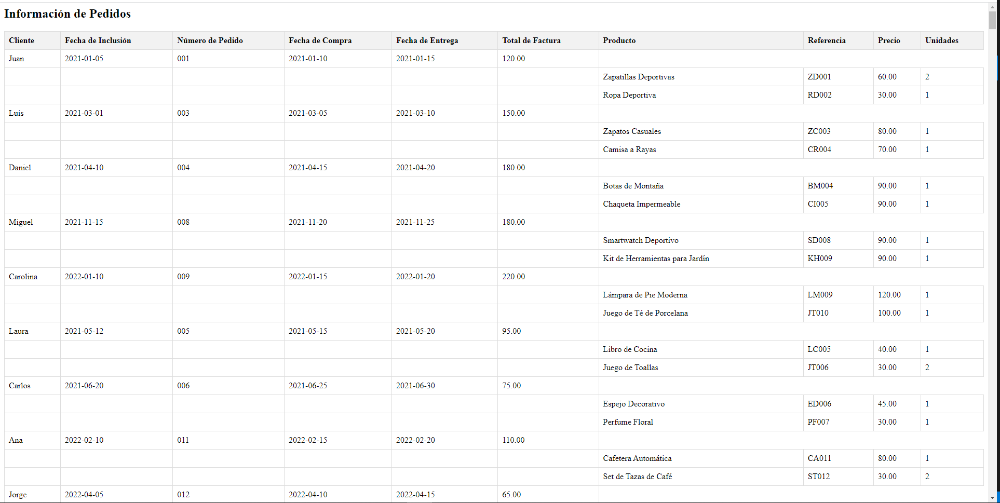 Información de Pedidos
Cliente Fecha de Inclusión Número de Pedido Fecha de Compra Fecha de Entrega Total de Factura Producto Referencia Precio Unidades
Juan 2021-01-05 001 2021-01-10 2021-01-15 120.00
Zapatillas Deportivas ZD001 60.00 2
Ropa Deportiva RD002 30.00 1
Luis 2021-03-01 003 2021-03-05 2021-03-10 150.00
Zapatos Casuales ZC003 80.00 1
Camisa a Rayas CR004 70.00 1
Daniel 2021-04-10 004 2021-04-15 2021-04-20 180.00
Botas de Montaña BM004 90.00 1
Chaqueta Impermeable CI005 90.00 1
Miguel 2021-11-15 008 2021-11-20 2021-11-25 180.00
Smartwatch Deportivo SD008 90.00 1
Kit de Herramientas para Jardín KH009 90.00 1
Carolina 2022-01-10 009 2022-01-15 2022-01-20 220.00
Lámpara de Pie Moderna LM009 120.00 1
Juego de Té de Porcelana JT010 100.00 1
Laura 2021-05-12 005 2021-05-15 2021-05-20 95.00
Libro de Cocina LC005 40.00 1
Juego de Toallas JT006 30.00 2
Carlos 2021-06-20 006 2021-06-25 2021-06-30 75.00
Espejo Decorativo ED006 45.00 1
Perfume Floral PF007 30.00 1
Ana 2022-02-10 011 2022-02-15 2022-02-20 110.00
Cafetera Automática CA011 80.00 1
Set de Tazas de Café ST012 30.00 2
Jorge 2022-04-05 012 2022-04-10 2022-04-15 65.00